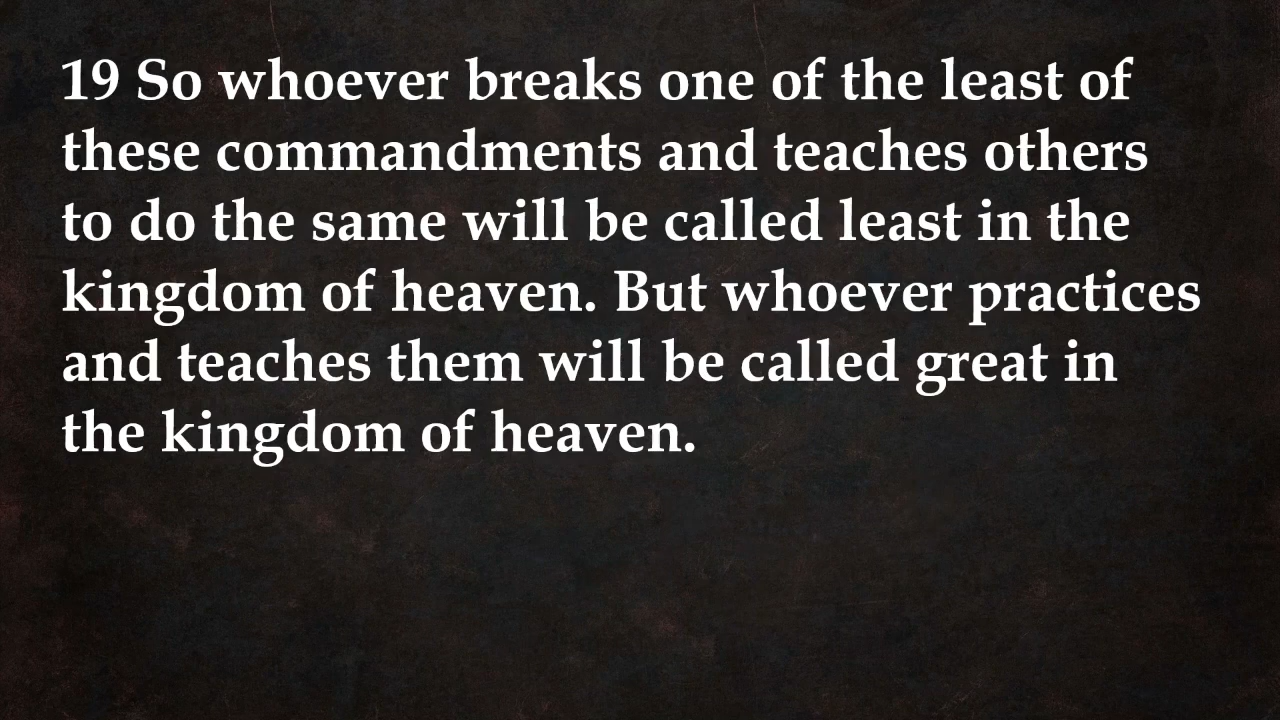 19 So whoever breaks one of the least of
these commandments and teaches others
to do the same will be called least in the
kingdom of heaven. But whoever practices
and teaches them will be called great in
the kingdom of heaven.